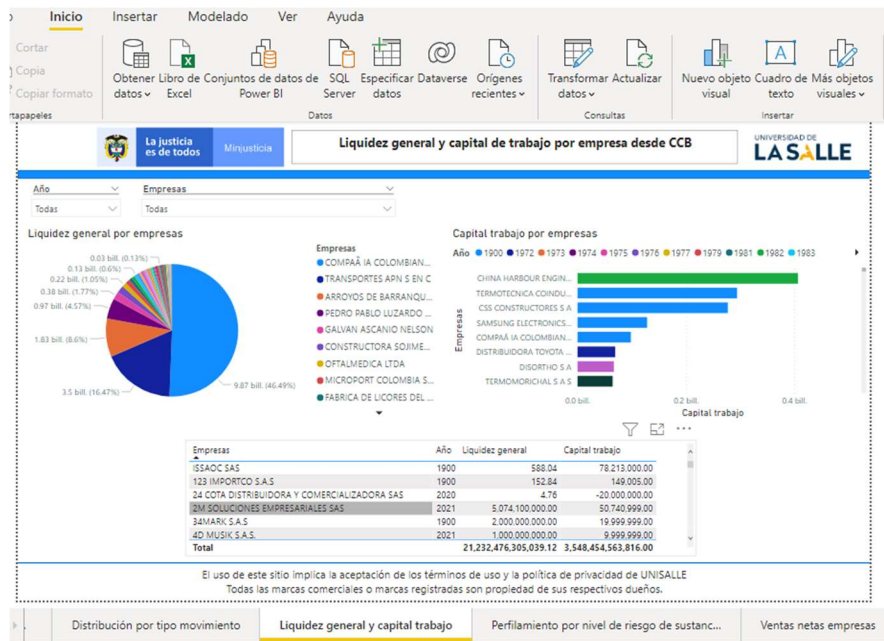 Inicio Insertar Modelado Ver Ayuda
Cortar
Copia
Copiar formato
Obtener datos
Libro de Excel
Conjuntos de datos de Power BI
SQL Server
Especificar datos
Dataverse
Orígenes recientes
Transformar datos
Actualizar
Nuevo objeto visual
Cuadro de texto
Más objetos visuales
rtapapeles Datos Consultas Insertar
La justicia
es de todos
Minjusticia
Liquidez general y capital de trabajo por empresa desde CCB
UNIVERSIDAD DE
LA SALLE
Año Empresas
Todas Todas
Liquidez general por empresas
0.03 bill. (0.13%)
0.13 bill. (0.6%)
0.22 bill. (1.05%)
0.38 bill. (1.77%)
0.97 bill. (4.57%)
1.83 bill. (8.6%)
3.5 bill. (16.47%)
9.87 bill. (46.49%)
Empresas
COMPAÃ IA COLOMBIAN...
TRANSPORTES APN S EN C
ARROYOS DE BARRANQU...
PEDRO PABLO LUZARDO ...
GALVAN ASCANIO NELSON
CONSTRUCTORA SOJIME...
OFTALMEDICA LTDA
MICROPORT COLOMBIA S...
FABRICA DE LICORES DEL ...
Capital trabajo por empresas
Año 1900 1972 1973 1974 1975 1976 1977 1979 1981 1982 1983
Empresas
CHINA HARBOUR ENGIN...
TERMOTECNICA COINDU...
CSS CONSTRUCTORES S A
SAMSUNG ELECTRONICS...
COMPAÃ IA COLOMBIAN...
DISTRIBUIDORA TOYOTA ...
DISORTHO S.A
TERMOMORICHAL S A S
0.0 bill. 0.2 bill. 0.4 bill.
Capital trabajo
Empresas Año Liquidez general Capital trabajo
ISSAOC SAS 1900 588.04 78,213,000.00
123 IMPORTCO S.A.S 1900 152.84 149,005.00
24 COTA DISTRIBUIDORA Y COMERCIALIZADORA SAS 2020 4.76 -20,000,000.00
2M SOLUCIONES EMPRESARIALES SAS 2021 5,074,100,000.00 50,740,999.00
34MARK S.A.S 1900 2,000,000,000.00 19,999,999.00
4D MUSIK S.A.S. 2021 1,000,000,000.00 9,999,999.00
Total 21,232,476,305,039.12 3,548,454,563,816.00
El uso de este sitio implica la aceptación de los términos de uso y la política de privacidad de UNISALLE
Todas las marcas comerciales o marcas registradas son propiedad de sus respectivos dueños.
Distribución por tipo movimiento
Liquidez general y capital trabajo
Perfilamiento por nivel de riesgo de sustanc...
Ventas netas empresas